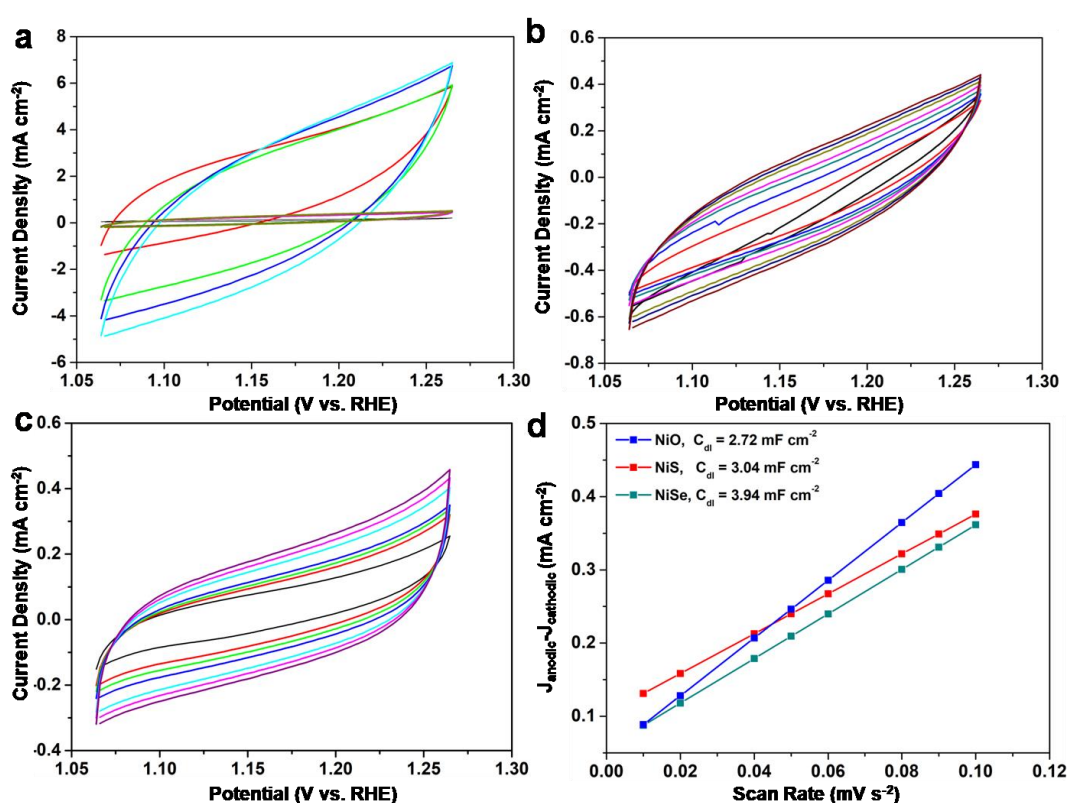 a
8
6
4
2
0
-2
-4
-6
Current Density (mA cm-2)
1.05 1.10 1.15 1.20 1.25 1.30
Potential (V vs. RHE)
b
0.6
0.4
0.2
0.0
-0.2
-0.4
-0.6
-0.8
Current Density (mA cm-2)
1.05 1.10 1.15 1.20 1.25 1.30
Potential (V vs. RHE)
c
0.6
0.4
0.2
0.0
-0.2
-0.4
Current Density (mA cm-2)
1.05 1.10 1.15 1.20 1.25 1.30
Potential (V vs. RHE)
d
0.5
0.4
0.3
0.2
0.1
Janodic-Jcathodic (mA cm-2)
NiO, Cdl = 2.72 mF cm-2
NiS, Cdl = 3.04 mF cm-2
NiSe, Cdl = 3.94 mF cm-2
0.00 0.02 0.04 0.06 0.08 0.10 0.12
Scan Rate (mV s-2)